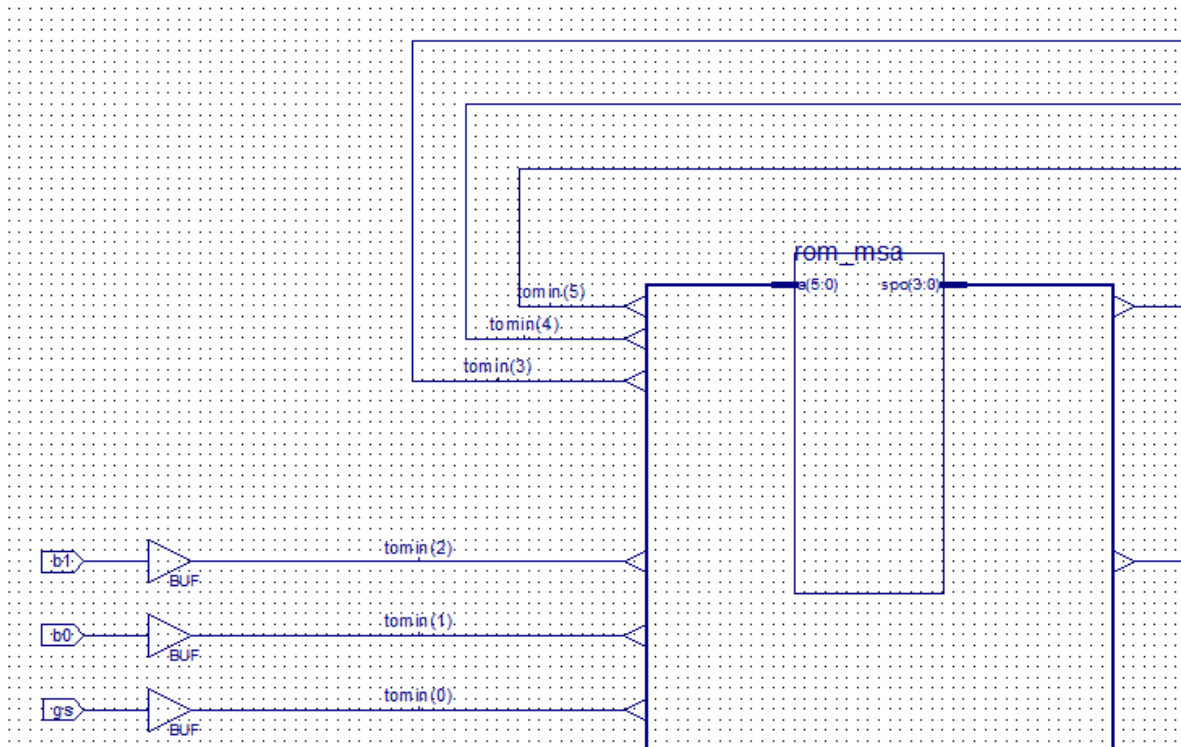 rom_msa
a(5:0) spo(3:0)
tomin(5)
tomin(4)
tomin(3)
b1 BUF tomin(2)
b0 BUF tomin(1)
gs BUF tomin(0)